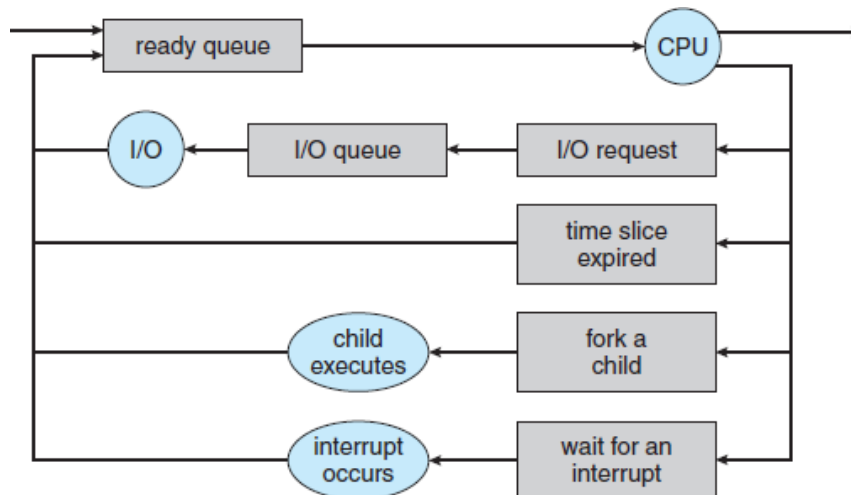 ready queue
CPU
I/O
I/O queue
I/O request
time slice
expired
child
executes
fork a
child
interrupt
occurs
wait for an
interrupt